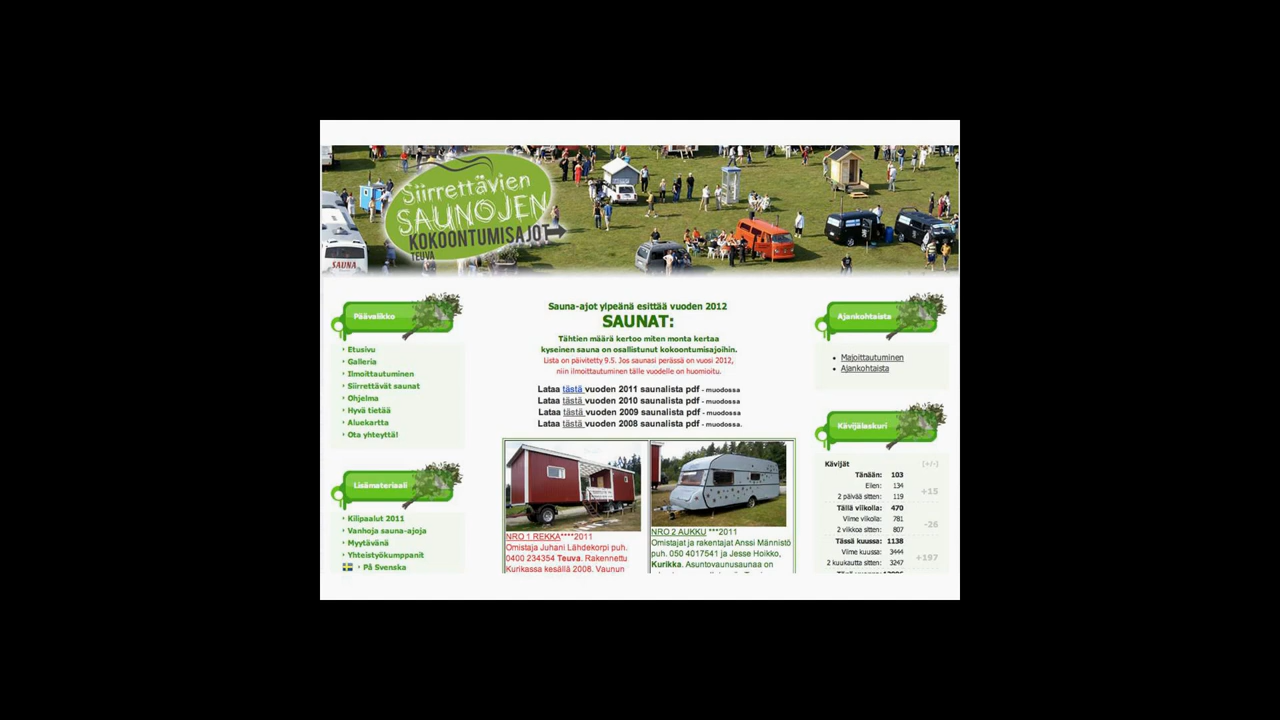 Siirrettävien
SAUNOJEN
KOKOONTUMISAJOT
TEUVA
SAUNA
Päävalikko
Etusivu
Galleria
Ilmoittautuminen
Siirrettävät saunat
Ohjelma
Hyvä tietää
Aluekartta
Ota yhteyttä!
Lisämateriaali
Kilipaalut 2011
Vanhoja sauna-ajoja
Myytävänä
Yhteistyökumppanit
På Svenska
Sauna-ajot ylpeänä esittää vuoden 2012
SAUNAT:
Tähtien määrä kertoo miten monta kertaa
kyseinen sauna on osallistunut kokoontumisajoihin.
Lista on päivitetty 9.5. Jos saunasi perässä on vuosi 2012,
niin ilmoittautuminen tälle vuodelle on huomioitu.
Lataa tästä vuoden 2011 saunalista pdf - muodossa
Lataa tästä vuoden 2010 saunalista pdf - muodossa
Lataa tästä vuoden 2009 saunalista pdf - muodossa
Lataa tästä vuoden 2008 saunalista pdf - muodossa.
NRO 1 REKKA****2011
Omistaja Juhani Lähdekorpi puh.
0400 234354 Teuva. Rakennettu
Kurikassa kesällä 2008. Vaunun
NRO 2 AUKKU ***2011
Omistajat ja rakentajat Anssi Männistö
puh. 050 4017541 ja Jesse Hoikko,
Kurikka. Asuntovaunusaunaa on
Ajankohtaista
Majoittautuminen
Ajankohtaista
Kävijälaskuri
Kävijät [+/-]
Tänään: 103
Eilen: 134
+15
2 päivää sitten: 119
Tällä viikolla: 470
Viime viikolla: 781
-26
2 viikkoa sitten: 807
Tässä kuussa: 1138
Viime kuussa: 3444
+197
2 kuukautta sitten: 3247